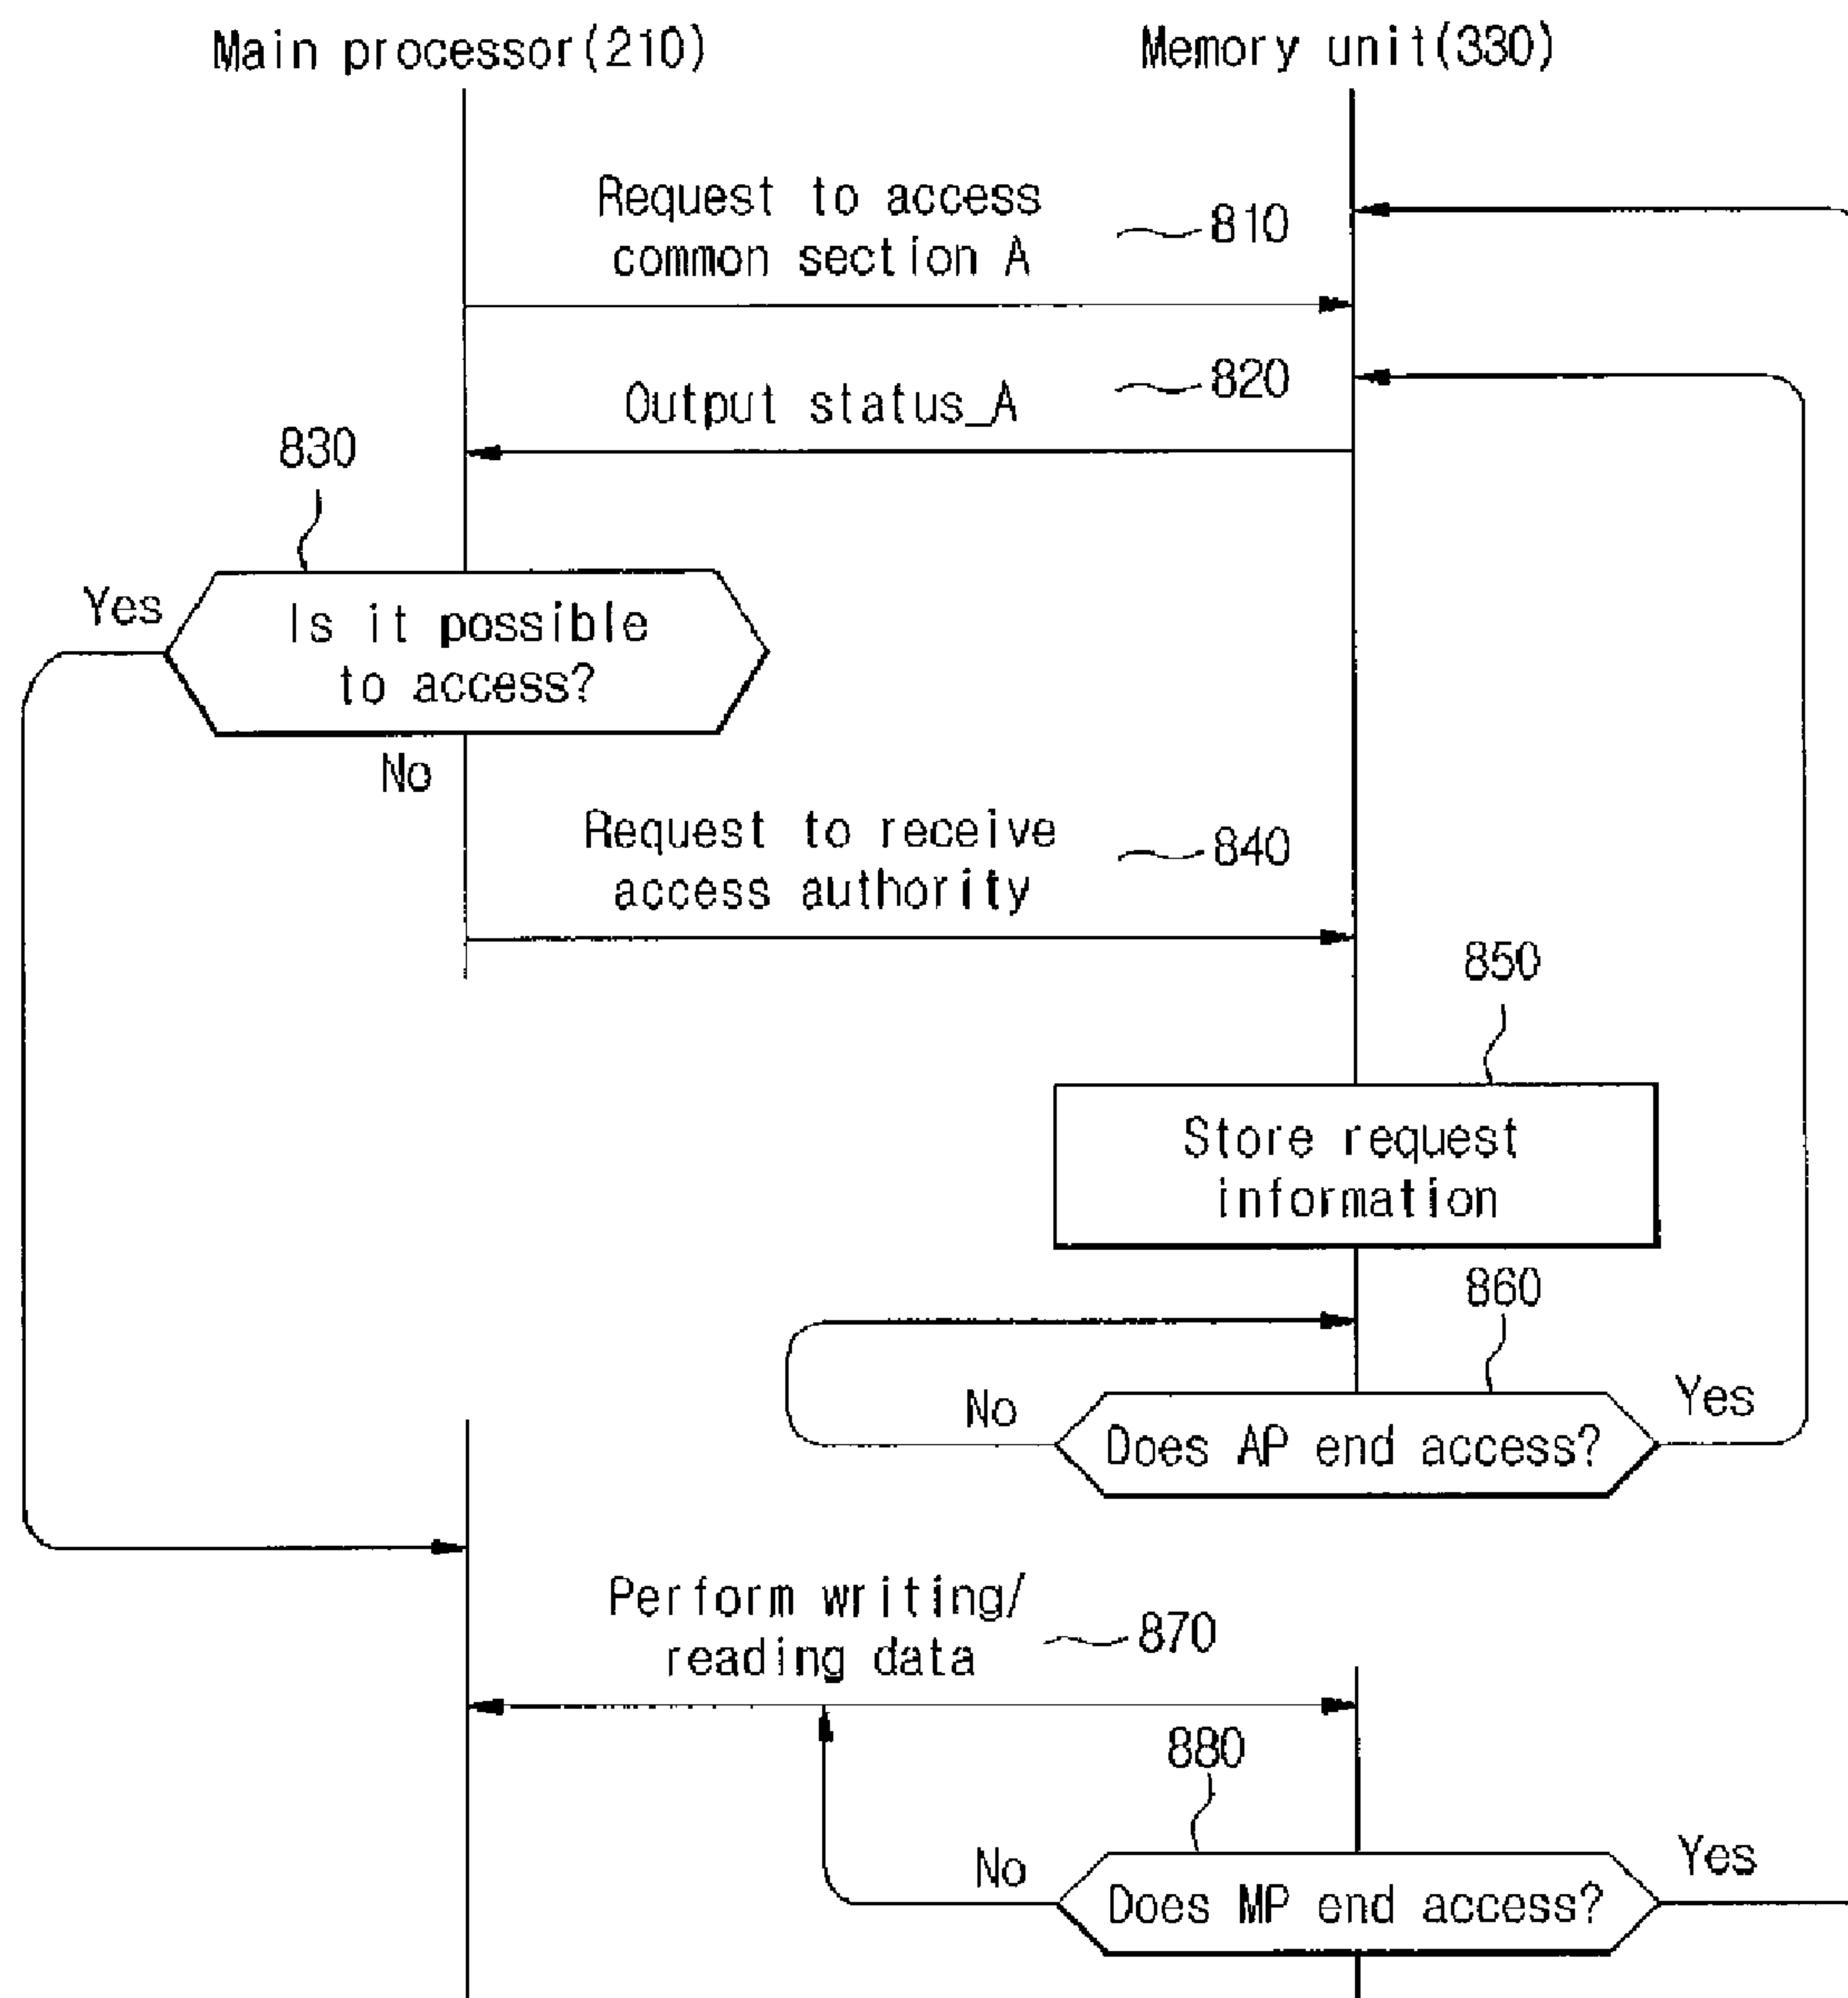 Main processor(210)
Memory unit(330)
Request to access
common section A
810
Output status_A
820
830
Yes
Is it possible
to access?
No
Request to receive
access authority
840
850
Store request
information
860
No
Does AP end access?
Yes
Perform writing/
reading data
870
880
No
Does MP end access?
Yes